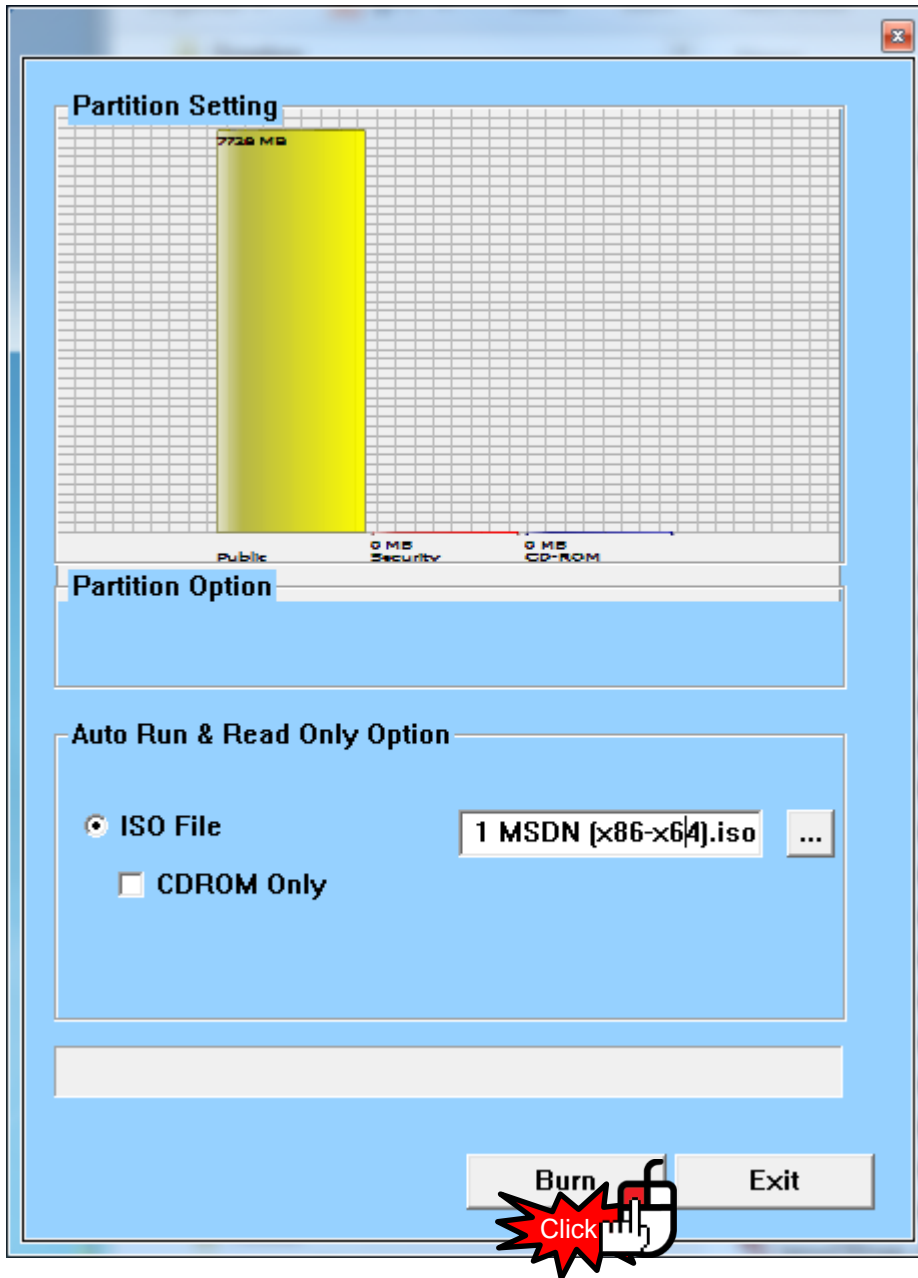 Partition Setting
7728 MB
Public
0 MB
Security
0 MB
CD-ROM
Partition Option
Auto Run & Read Only Option
ISO File
1 MSDN (x86-x64).iso
...
CDROM Only
Burn
Exit
Click